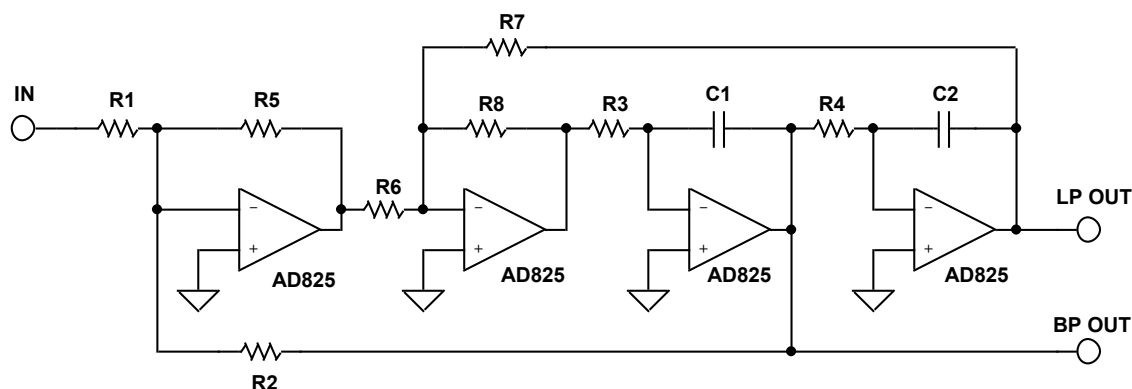 R7
IN
R1
R5
R8
R3
C1
R4
C2
R6
−
+
AD825
−
+
AD825
−
+
AD825
−
+
AD825
LP OUT
BP OUT
R2